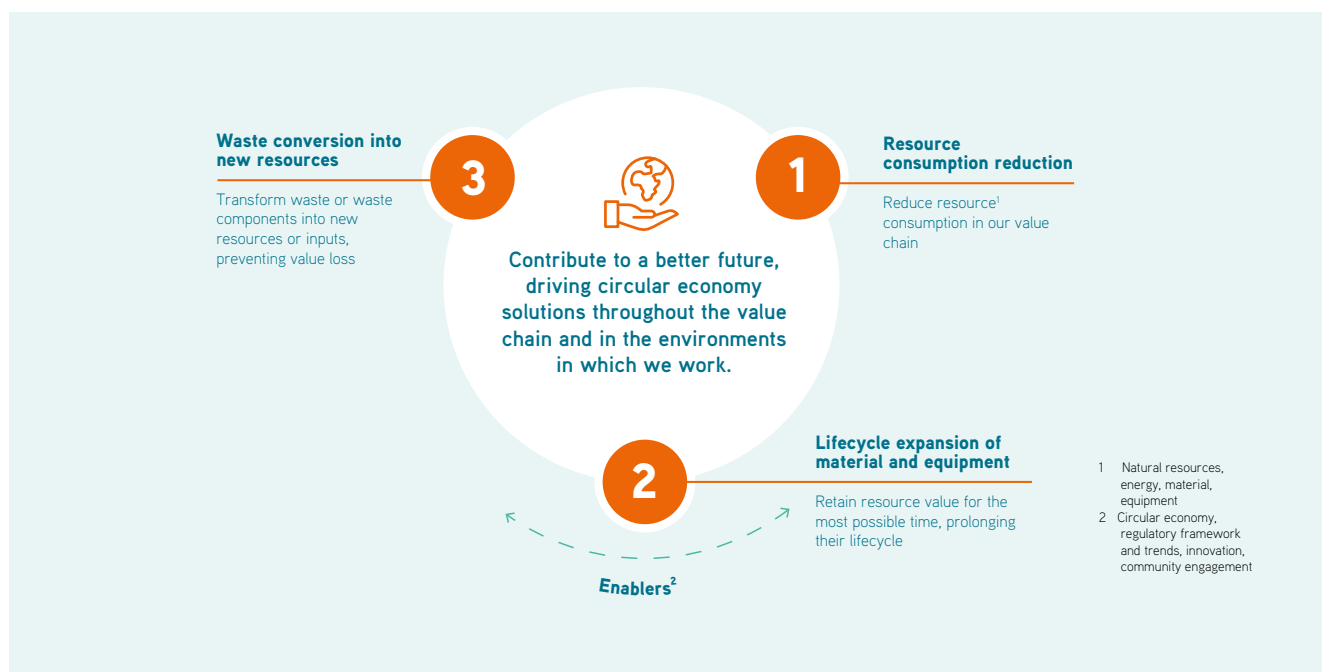 Waste conversion into
new resources
3
Transform waste or waste
components into new
resources or inputs,
preventing value loss
1
Resource
consumption reduction
Reduce resource¹
consumption in our value
chain
Contribute to a better future,
driving circular economy
solutions throughout the value
chain and in the environments
in which we work.
2
Lifecycle expansion of
material and equipment
Retain resource value for the
most possible time, prolonging
their lifecycle
Enablers²
1 Natural resources,
energy, material,
equipment
2 Circular economy,
regulatory framework
and trends, innovation,
community engagement